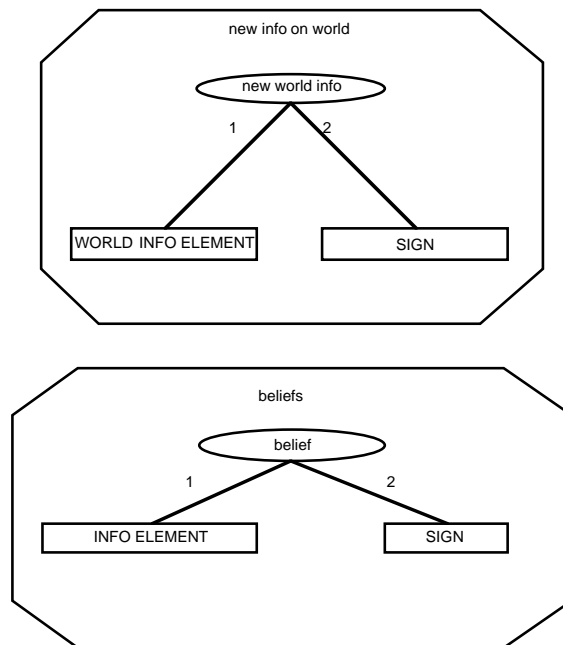 new info on world
new world info
1 2
WORLD INFO ELEMENT SIGN
beliefs
belief
1 2
INFO ELEMENT SIGN